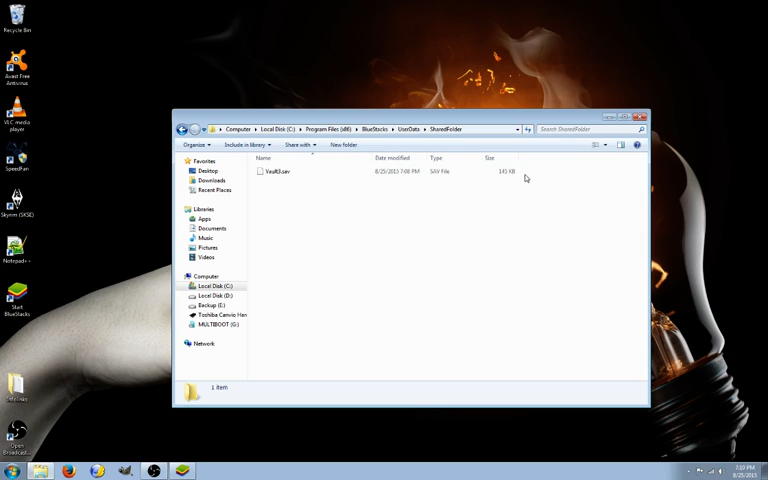 Recycle Bin
Avast Free
Antivirus
VLC media
player
SpeedFan
Skyrim (SKSE)
Notepad++
Start
BlueStacks
Open
Broadcast...
Computer
Local Disk (C:)
Program Files (x86)
BlueStacks
UserData
SharedFolder
Search SharedFolder
Organize
Include in library
Share with
New folder
Name
Date modified
Type
Size
Vault3.sav
8/25/2015 7:08 PM
SAV File
145 KB
Favorites
Desktop
Downloads
Recent Places
Libraries
Apps
Documents
Music
Pictures
Videos
Computer
Local Disk (C:)
Local Disk (D:)
Backup (E:)
Toshiba Canvio Han
MULTIBOOT (G:)
Network
1 item
7:10 PM
8/25/2015